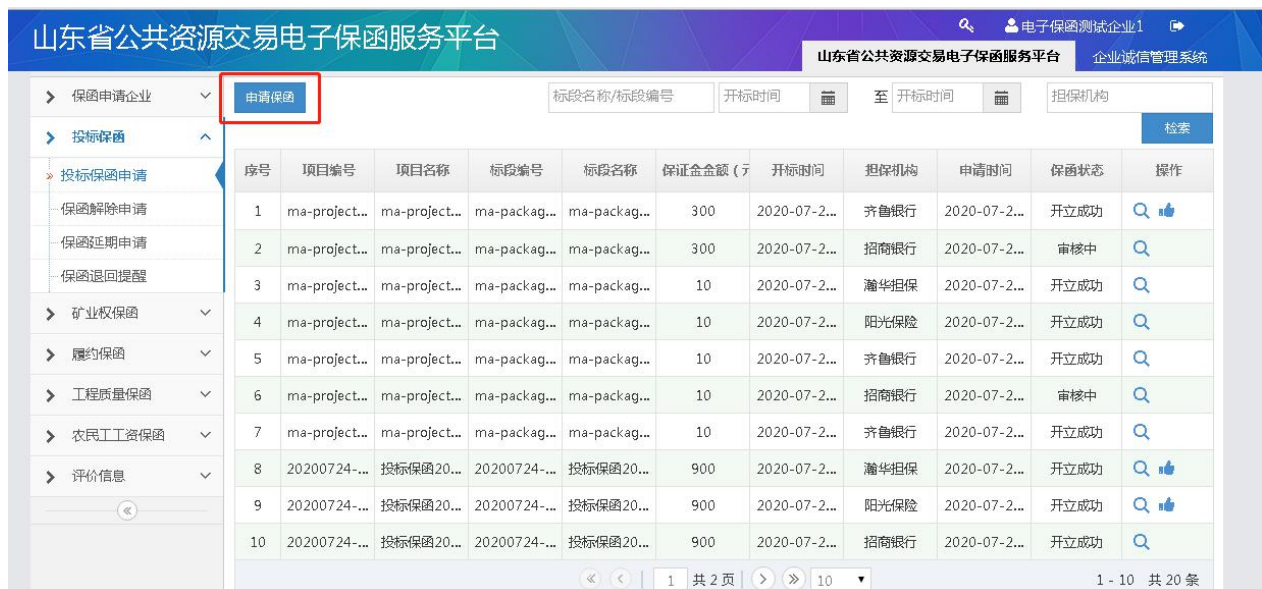 山东省公共资源交易电子保函服务平台
电子保函测试企业1
山东省公共资源交易电子保函服务平台 企业诚信管理系统
保函申请企业
申请保函 标段名称/标段编号 开标时间 至 开标时间 担保机构
投标保函
检索
投标保函申请
保函解除申请
保函延期申请
保函退回提醒
矿业权保函
履约保函
工程质量保函
农民工工资保函
评价信息
序号 项目编号 项目名称 标段编号 标段名称 保证金金额(元 开标时间 担保机构 申请时间 保函状态 操作
1 ma-project... ma-project... ma-packag... ma-packag... 300 2020-07-2... 齐鲁银行 2020-07-2... 开立成功
2 ma-project... ma-project... ma-packag... ma-packag... 300 2020-07-2... 招商银行 2020-07-2... 审核中
3 ma-project... ma-project... ma-packag... ma-packag... 10 2020-07-2... 瀚华担保 2020-07-2... 开立成功
4 ma-project... ma-project... ma-packag... ma-packag... 10 2020-07-2... 阳光保险 2020-07-2... 开立成功
5 ma-project... ma-project... ma-packag... ma-packag... 10 2020-07-2... 齐鲁银行 2020-07-2... 开立成功
6 ma-project... ma-project... ma-packag... ma-packag... 10 2020-07-2... 招商银行 2020-07-2... 审核中
7 ma-project... ma-project... ma-packag... ma-packag... 10 2020-07-2... 齐鲁银行 2020-07-2... 开立成功
8 20200724-... 投标保函20... 20200724-... 投标保函20... 900 2020-07-2... 瀚华担保 2020-07-2... 开立成功
9 20200724-... 投标保函20... 20200724-... 投标保函20... 900 2020-07-2... 阳光保险 2020-07-2... 开立成功
10 20200724-... 投标保函20... 20200724-... 投标保函20... 900 2020-07-2... 招商银行 2020-07-2... 开立成功
1 共 2 页 10 1 - 10 共 20 条